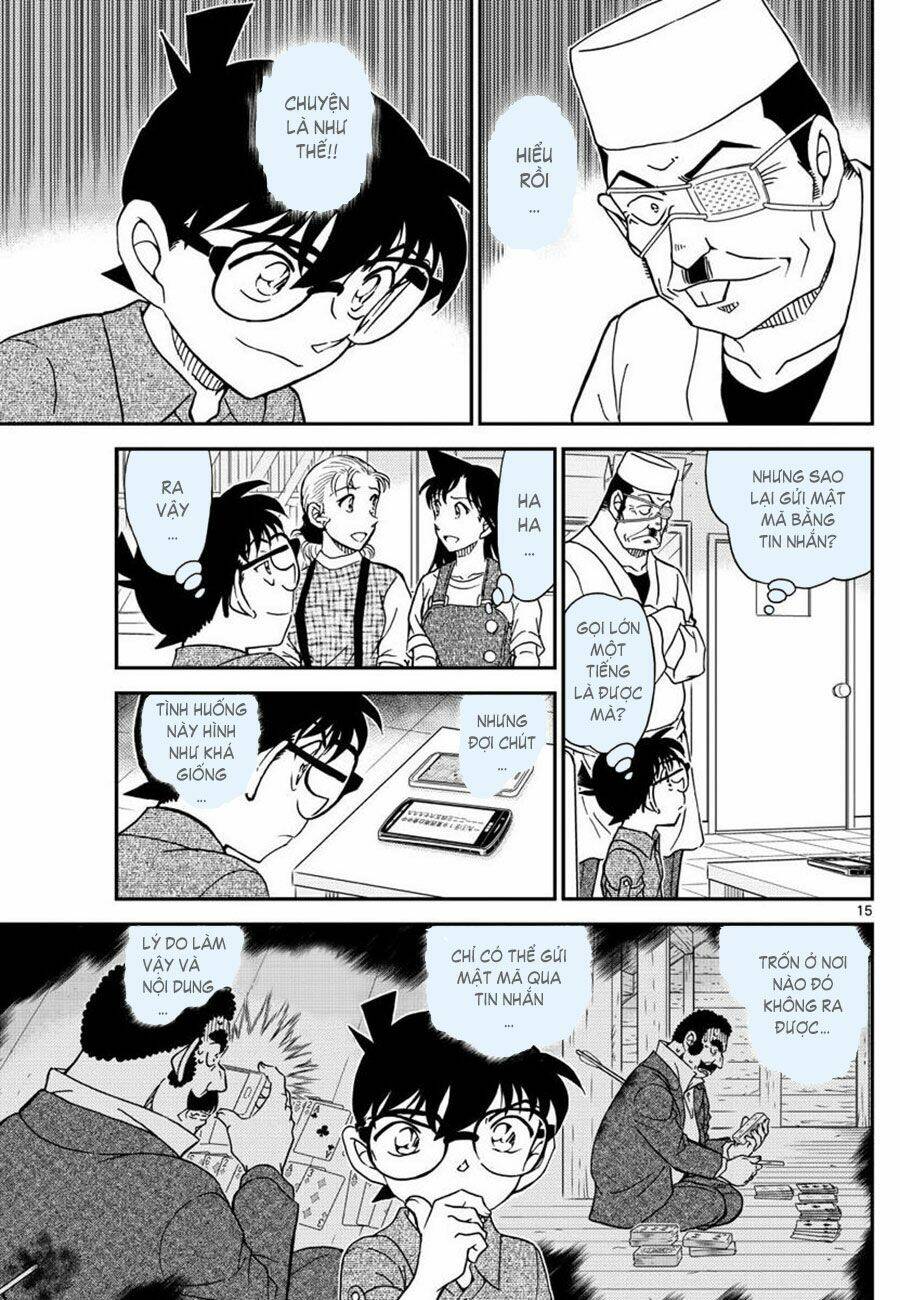 HIỂU
RỒI
...
CHUYỆN
LÀ NHƯ
THẾ!!
NHƯNG SAO
LẠI GỬI MẬT
MÃ BẰNG
TIN NHẮN?
GỌI LỚN
MỘT
TIẾNG
LÀ ĐƯỢC
MÀ?
HA
HA
...
RA
VẬY
...
NHƯNG
ĐỢI CHÚT
...
TÌNH HUỐNG
NÀY HÌNH
NHƯ KHÁ
GIỐNG
...
15
TRỐN Ở NƠI
NÀO ĐÓ
KHÔNG RA
ĐƯỢC...
CHỈ CÓ THỂ GỬI
MẬT MÃ QUA
TIN NHẮN
...
LÝ DO LÀM
VẬY VÀ
NỘI DUNG
...